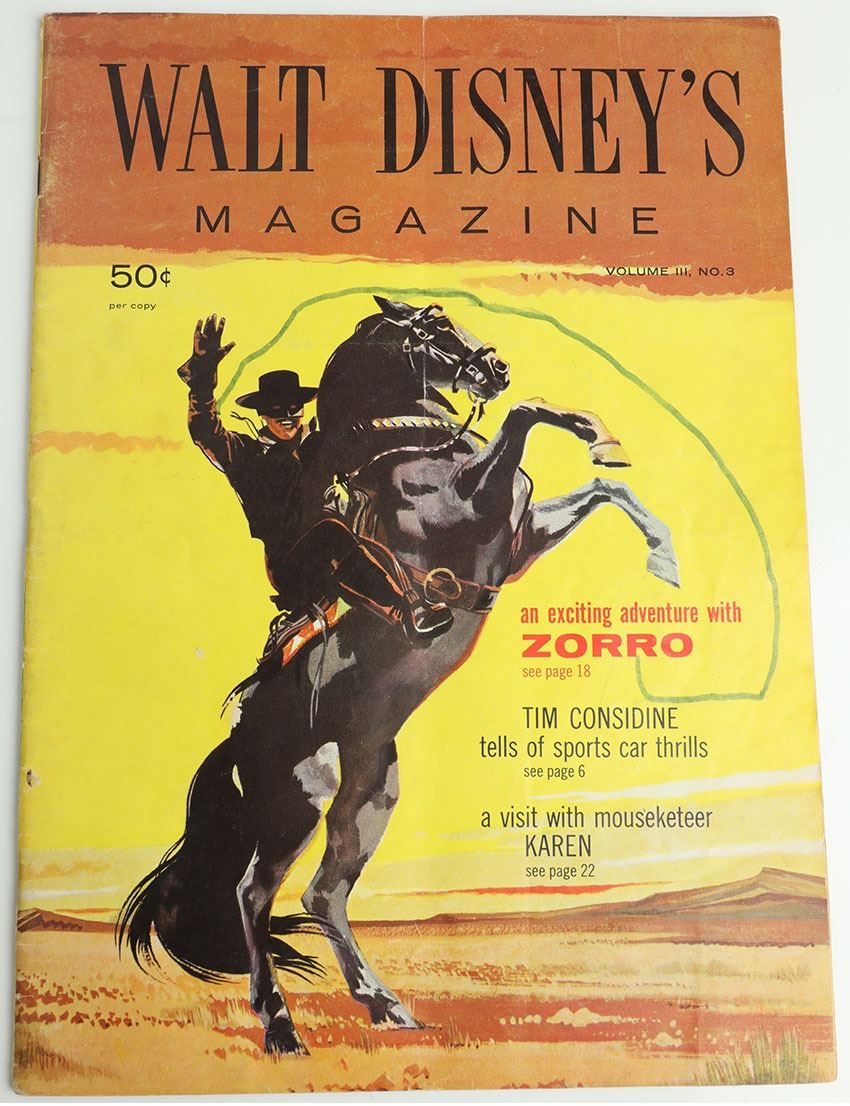 WALT DISNEY'S
MAGAZINE
50¢
per copy
VOLUME III, NO.3
an exciting adventure with
ZORRO
see page 18
TIM CONSIDINE
tells of sports car thrills
see page 6
a visit with mouseketeer
KAREN
see page 22